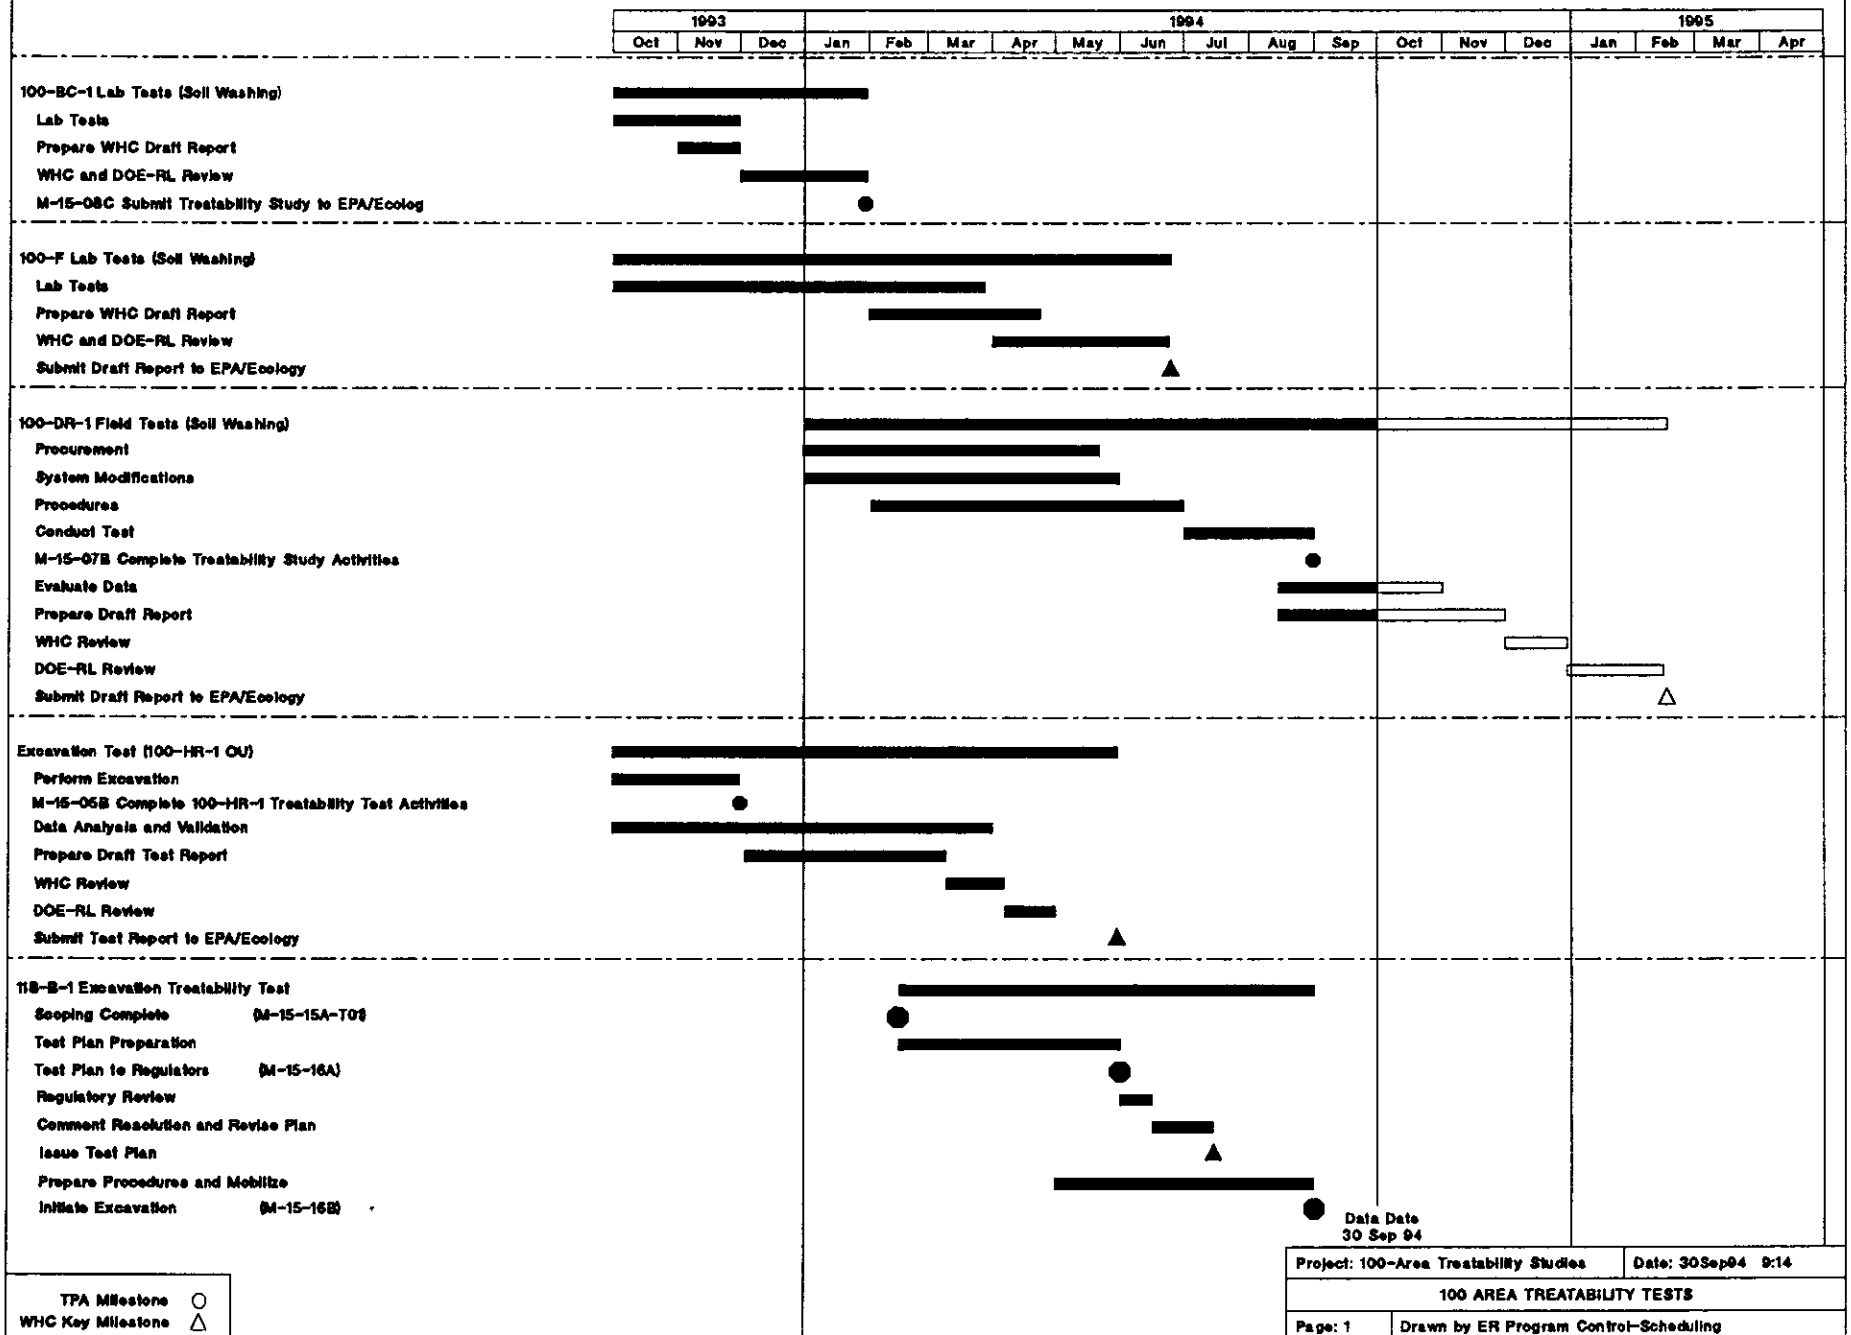 1993 1994 1995
Oct Nov Dec Jan Feb Mar Apr May Jun Jul Aug Sep Oct Nov Dec Jan Feb Mar Apr
100-BC-1 Lab Tests (Soil Washing)
Lab Tests
Prepare WHC Draft Report
WHC and DOE-RL Review
M-15-08C Submit Treatability Study to EPA/Ecolog
100-F Lab Tests (Soil Washing)
Lab Tests
Prepare WHC Draft Report
WHC and DOE-RL Review
Submit Draft Report to EPA/Ecology
100-DR-1 Field Tests (Soil Washing)
Procurement
System Modifications
Procedures
Conduct Test
M-15-07B Complete Treatability Study Activities
Evaluate Data
Prepare Draft Report
WHC Review
DOE-RL Review
Submit Draft Report to EPA/Ecology
Excavation Test (100-HR-1 OU)
Perform Excavation
M-15-06B Complete 100-HR-1 Treatability Test Activities
Data Analysis and Validation
Prepare Draft Test Report
WHC Review
DOE-RL Review
Submit Test Report to EPA/Ecology
118-B-1 Excavation Treatability Test
Scoping Complete
Test Plan Preparation
Test Plan to Regulators (M-15-16A)
Regulatory Review
Comment Resolution and Revise Plan
Issue Test Plan
Prepare Procedures and Mobilize
Initiate Excavation (M-15-16B)
Data Date
30 Sep 94
Project: 100-Area Treatability Studies Date: 30Sep94 9:14
100 AREA TREATABILITY TESTS
Page: 1 Drawn by ER Program Control-Scheduling
TPA Milestone
WHC Key Milestone